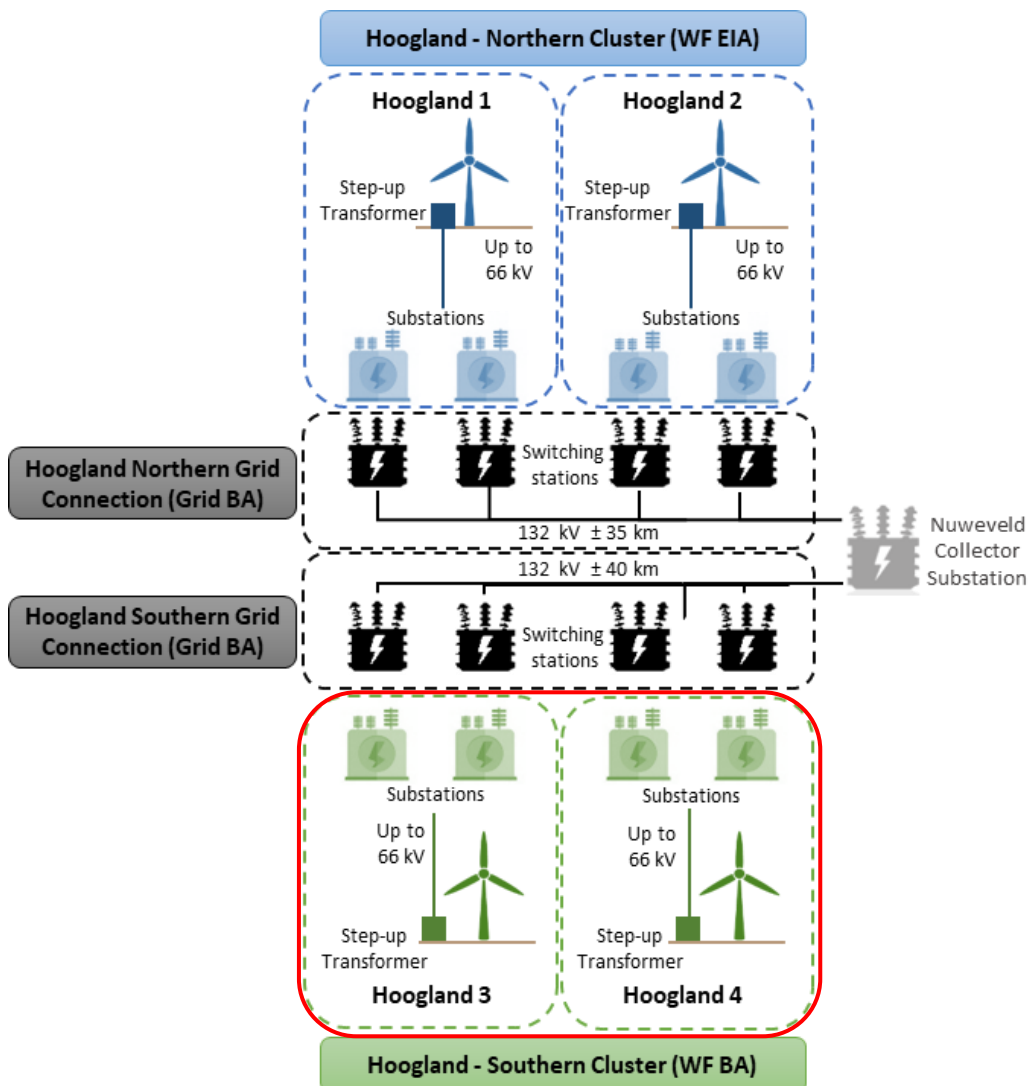 Hoogland - Northern Cluster (WF EIA)
Hoogland 1
Hoogland 2
Step-up
Transformer
Up to
66 kV
Substations
Step-up
Transformer
Up to
66 kV
Substations
Hoogland Northern Grid
Connection (Grid BA)
Switching
stations
132 kV ± 35 km
Nuweveld
Collector
Substation
132 kV ± 40 km
Hoogland Southern Grid
Connection (Grid BA)
Switching
stations
Substations
Up to
66 kV
Step-up
Transformer
Hoogland 3
Substations
Up to
66 kV
Step-up
Transformer
Hoogland 4
Hoogland - Southern Cluster (WF BA)